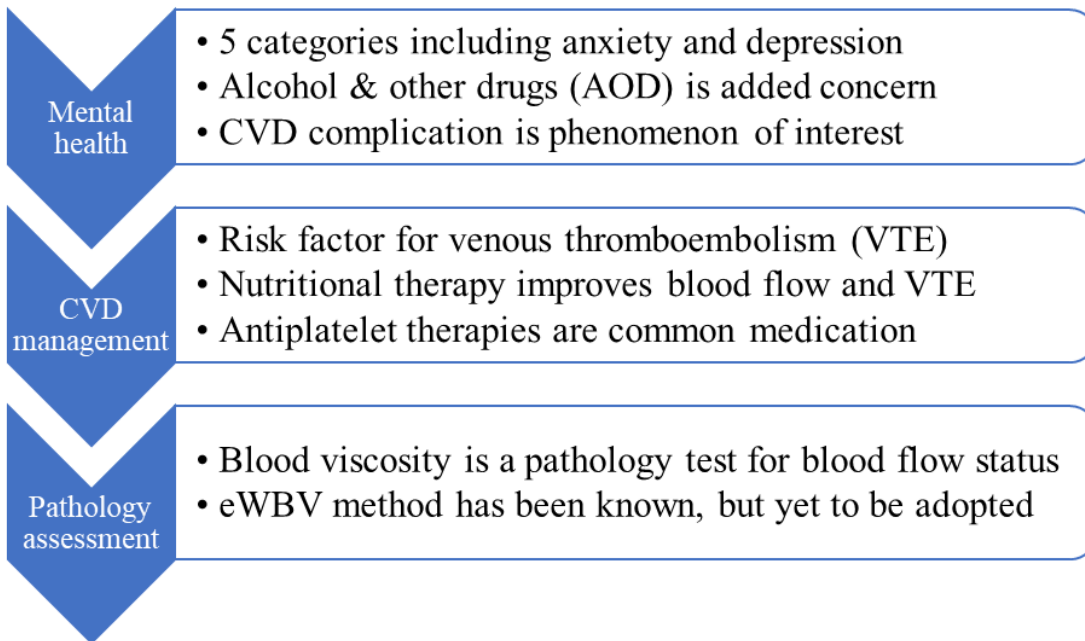 Mental
health
• 5 categories including anxiety and depression
• Alcohol & other drugs (AOD) is added concern
• CVD complication is phenomenon of interest
CVD
management
• Risk factor for venous thromboembolism (VTE)
• Nutritional therapy improves blood flow and VTE
• Antiplatelet therapies are common medication
Pathology
assessment
• Blood viscosity is a pathology test for blood flow status
• eWBV method has been known, but yet to be adopted